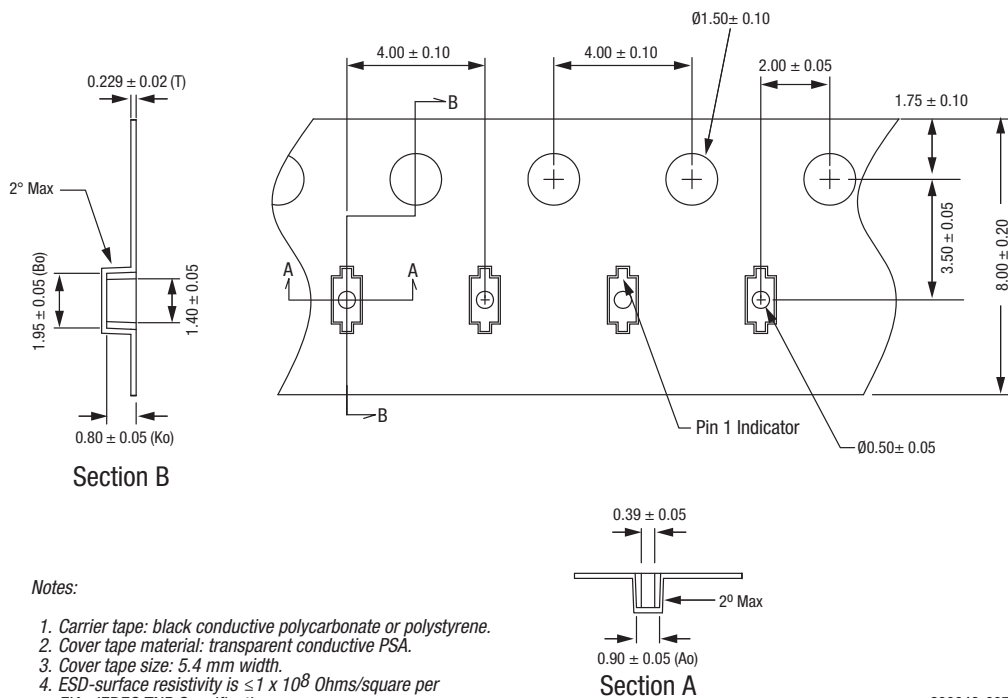 Ø1.50± 0.10
4.00 ± 0.10
4.00 ± 0.10
2.00 ± 0.05
0.229 ± 0.02 (T)
1.75 ± 0.10
B
2° Max
3.50 ± 0.05
8.00 ± 0.20
A
A
1.95 ± 0.05 (Bo)
1.40 ± 0.05
B
Pin 1 Indicator
0.80 ± 0.05 (Ko)
Ø0.50± 0.05
Section B
0.39 ± 0.05
Notes:
2º Max
1. Carrier tape: black conductive polycarbonate or polystyrene.
2. Cover tape material: transparent conductive PSA.
3. Cover tape size: 5.4 mm width.
0.90 ± 0.05 (Ao)
4. ESD-surface resistivity is ≤1 x 10⁸ Ohms/square per
Section A